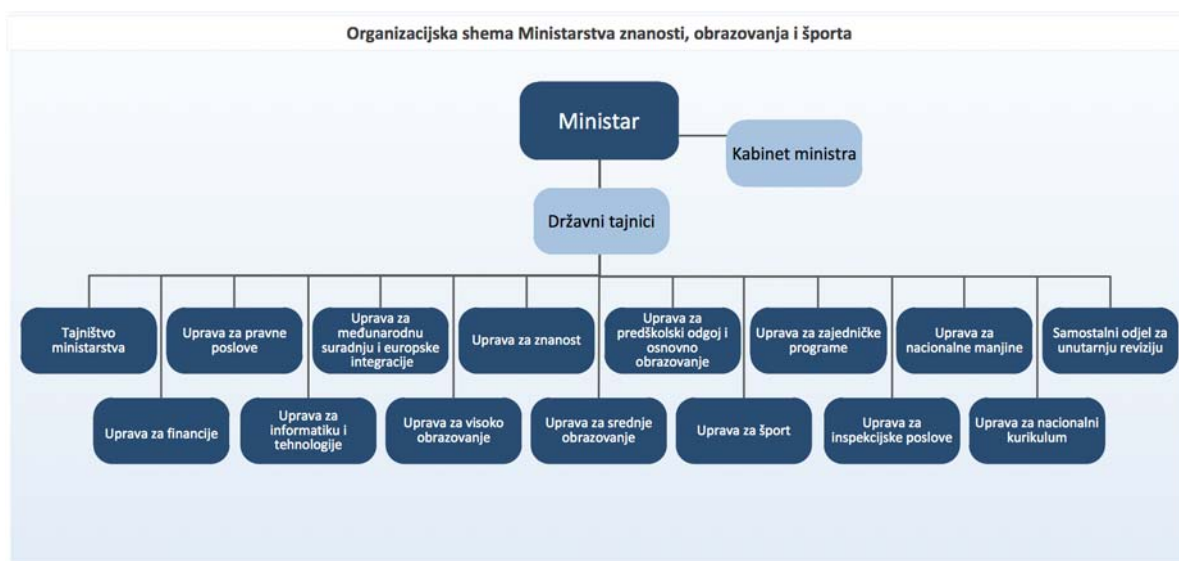 Organizacijska shema Ministarstva znanosti, obrazovanja i športa
Ministar
Kabinet ministra
Državni tajnici
Tajništvo
ministarstva
Uprava za pravne
poslove
Uprava za
međunarodnu
suradnju i europske
integracije
Uprava za znanost
Uprava za
predškolski odgoj i
osnovno
obrazovanje
Uprava za zajedničke
programe
Uprava za
nacionalne manjine
Samostalni odjel za
unutarnju reviziju
Uprava za financije
Uprava za
informatiku i
tehnologije
Uprava za visoko
obrazovanje
Uprava za srednje
obrazovanje
Uprava za šport
Uprava za
inspekcijske poslove
Uprava za nacionalni
kurikulum